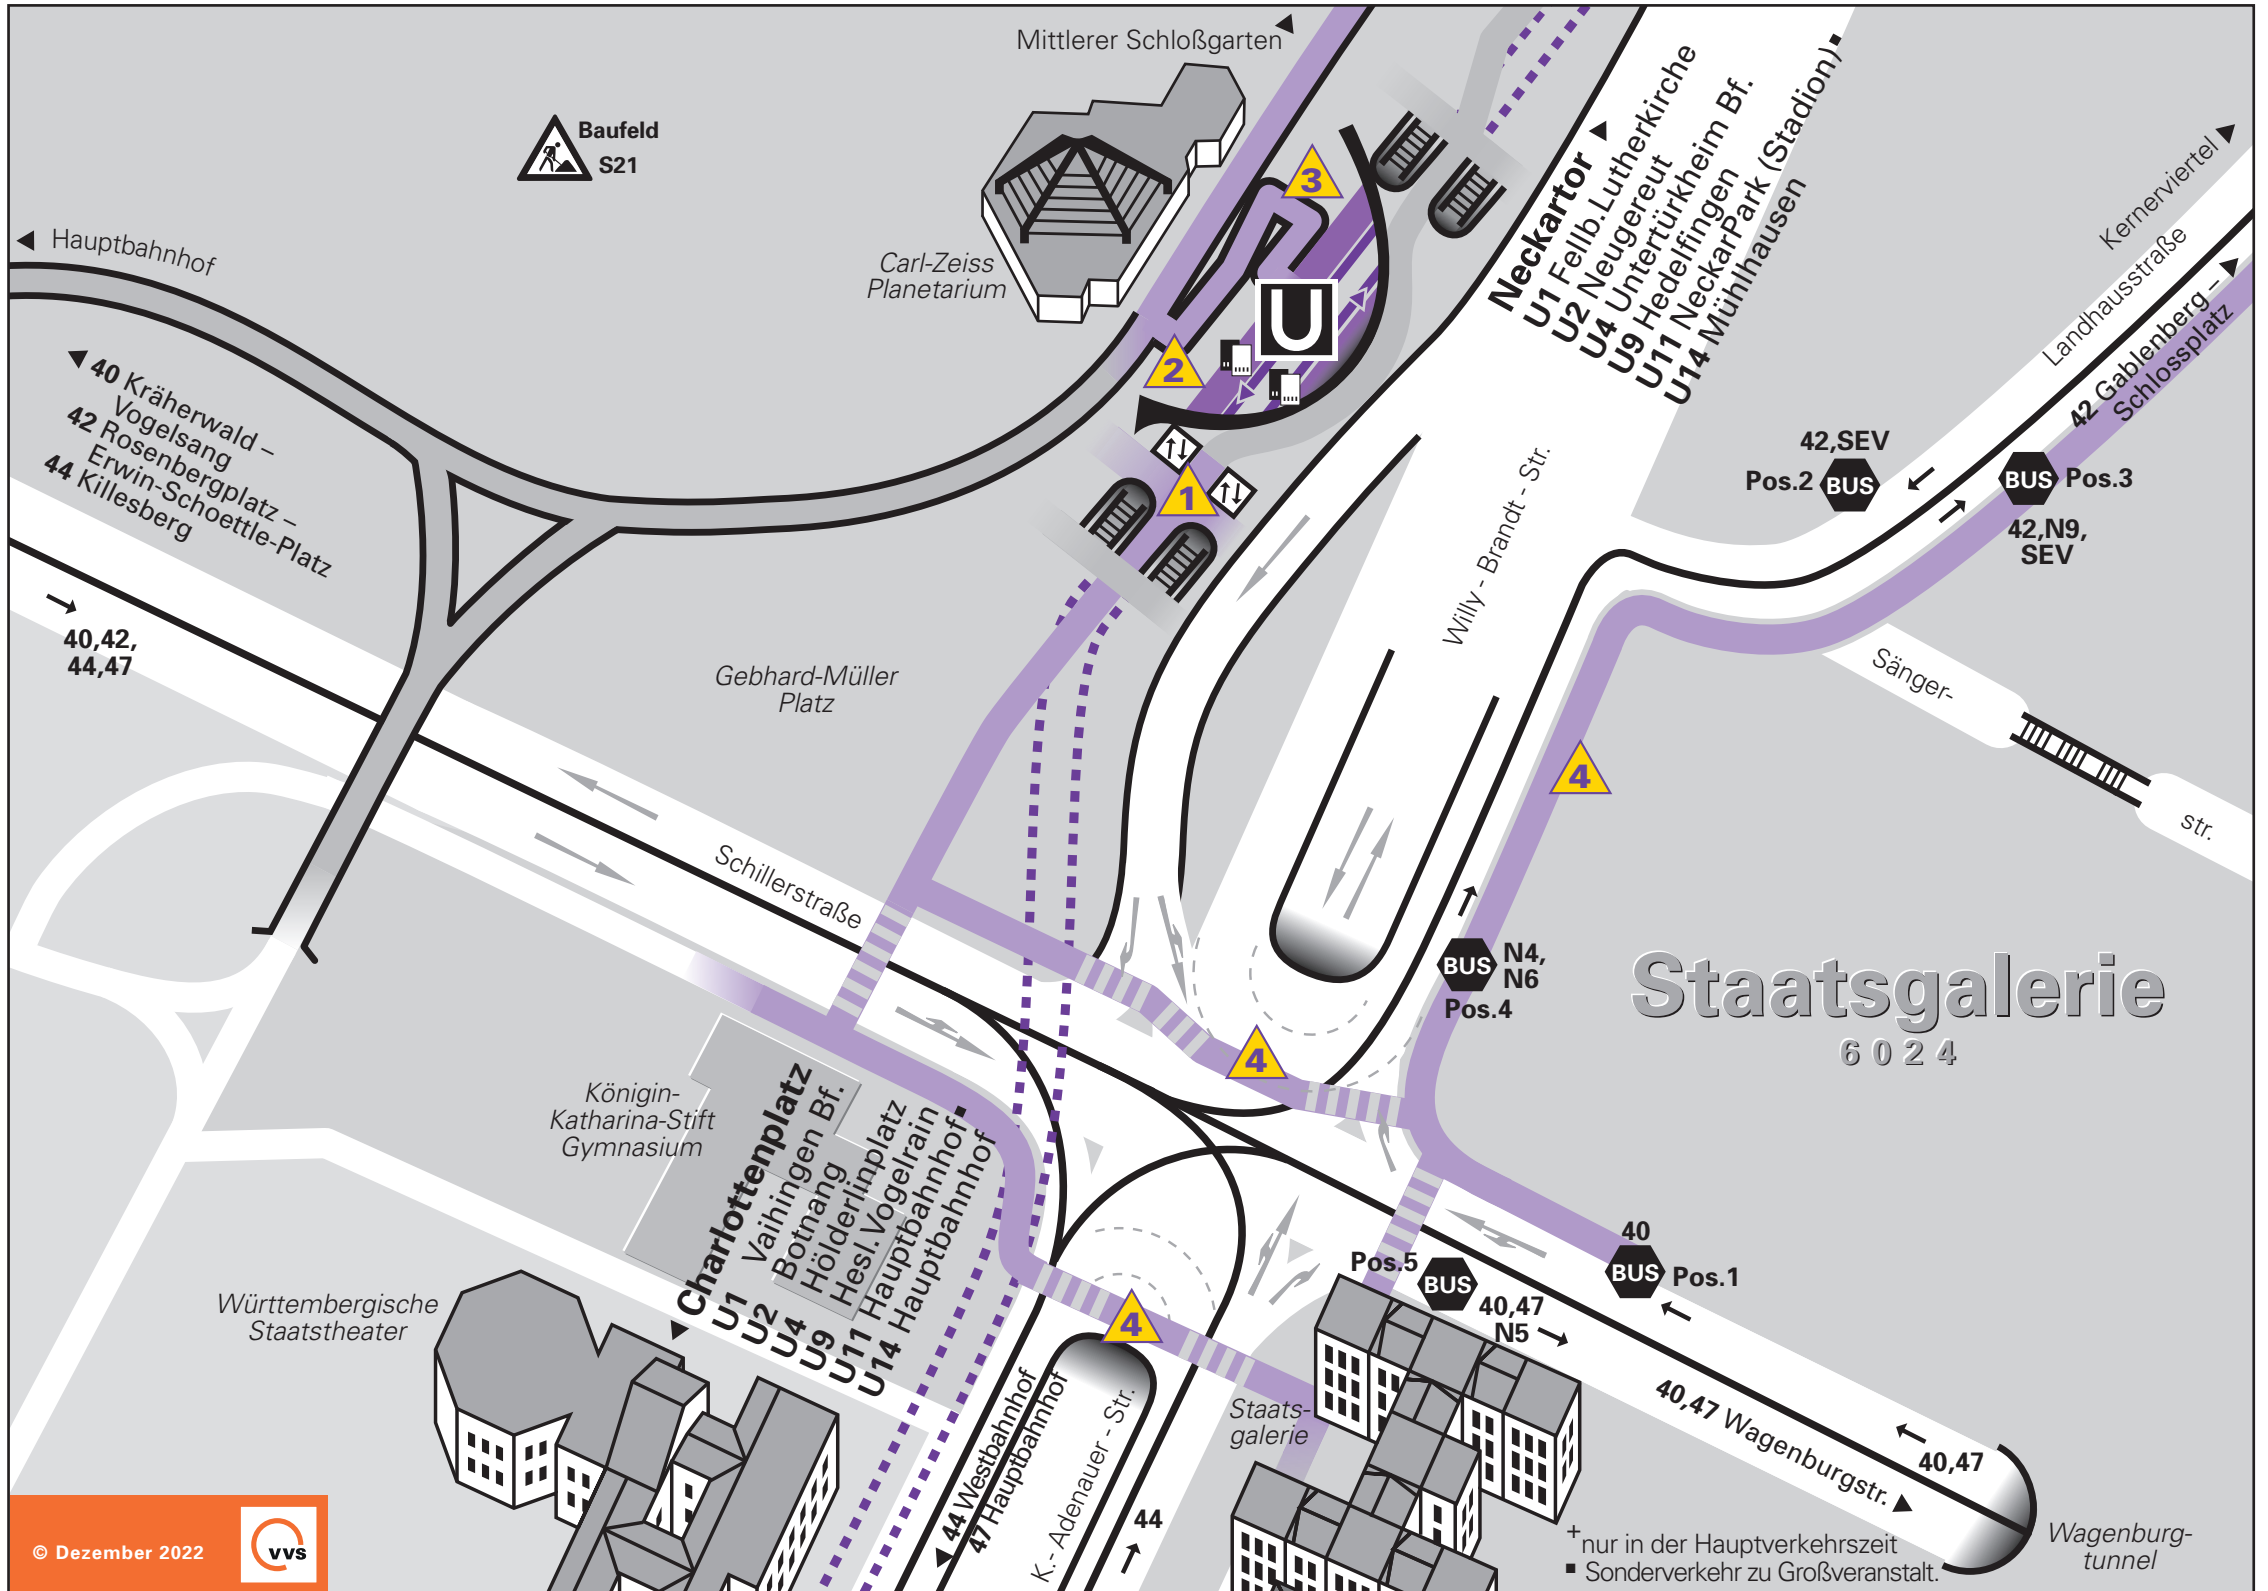 Mittlerer Schloßgarten
Baufeld
S21
Hauptbahnhof
Carl-Zeiss
Planetarium
3
2
1
U
Neckartor
U1 Fellb.Lutherkirche
U2 Neugereut
U4 Untertürkheim Bf.
U9 Hedelfingen
U11 NeckarPark (Stadion)▪
U14 Mühlhausen
Kernerviertel
Landhausstraße
42 Gablenberg –
Schlossplatz
40 Kräherwald –
Vogelsang
42 Rosenbergplatz –
Erwin-Schoettle-Platz
44 Killesberg
40,42,
44,47
42,SEV
Pos.2 BUS
BUS Pos.3
42,N9,
SEV
Willy - Brandt - Str.
Gebhard-Müller
Platz
Sänger-
str.
4
Schillerstraße
BUS N4,
N6
Pos.4
Staatsgalerie
6024
4
Königin-
Katharina-Stift
Gymnasium
Charlottenplatz
U1 Vaihingen Bf.
U2 Botnang
U4 Hölderlinplatz
U9 Hesl.Vogelrain
U11 Hauptbahnhof▪
U14 Hauptbahnhof
40
BUS Pos.1
Pos.5
BUS
40,47
N5
4
Württembergische
Staatstheater
Staats-
galerie
40,47 Wagenburgstr.
40,47
44 Westbahnhof
47 Hauptbahnhof
K.- Adenauer - Str.
44
+nur in der Hauptverkehrszeit
▪ Sonderverkehr zu Großveranstalt.
Wagenburg-
tunnel
© Dezember 2022
vvs